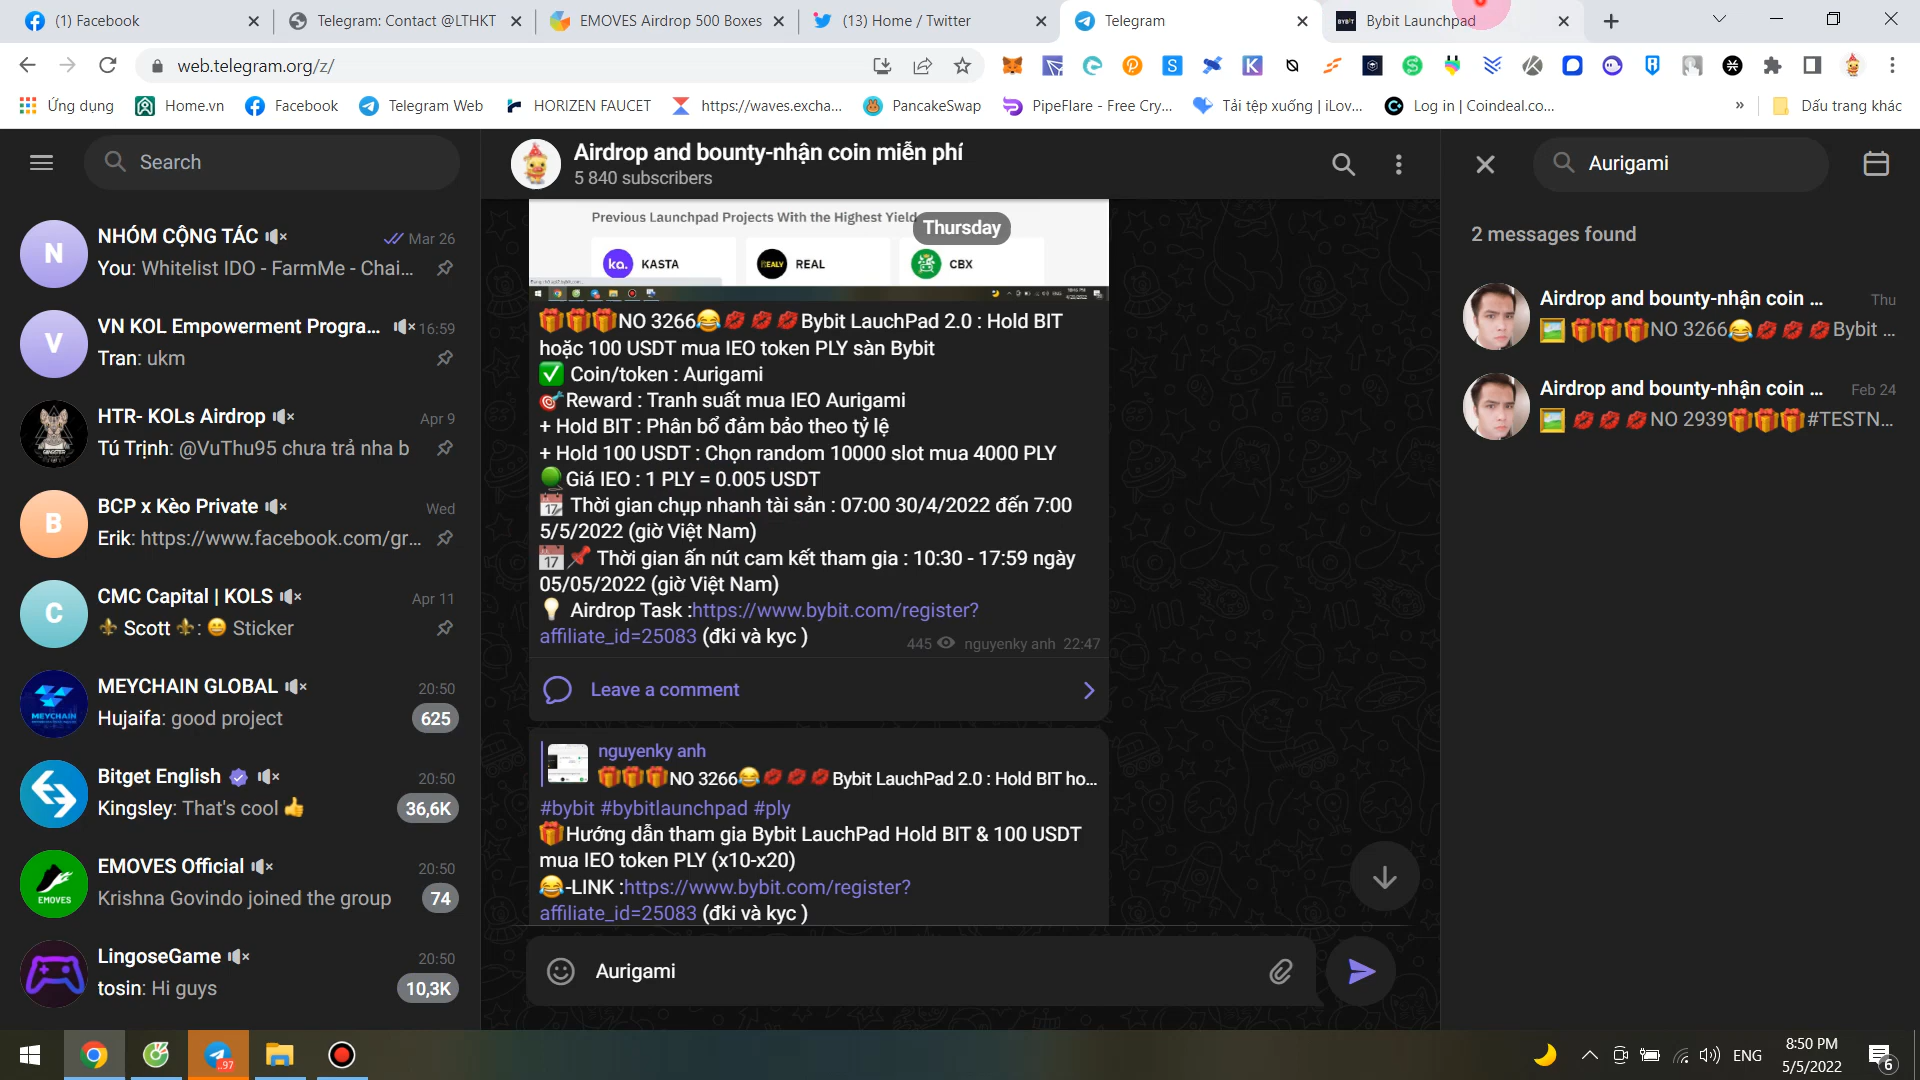 (1) Facebook
Telegram: Contact @LTHKT
EMOVES Airdrop 500 Boxes
(13) Home / Twitter
Telegram
Bybit Launchpad
web.telegram.org/z/
Ứng dụng
Home.vn
Facebook
Telegram Web
HORIZEN FAUCET
https://waves.excha...
PancakeSwap
PipeFlare - Free Cry...
Tải tệp xuống | iLov...
Log in | Coindeal.co...
»
Dấu trang khác
Search
NHÓM CỘNG TÁC
Mar 26
You: Whitelist IDO - FarmMe - Chai...
VN KOL Empowerment Progra...
16:59
Tran: ukm
HTR- KOLs Airdrop
Apr 9
Tú Trịnh: @VuThu95 chưa trả nha b
BCP x Kèo Private
Wed
Erik: https://www.facebook.com/gr...
CMC Capital | KOLS
Apr 11
⚜️ Scott ⚜️: 😄 Sticker
MEYCHAIN GLOBAL
20:50
Hujaifa: good project
625
Bitget English
20:50
Kingsley: That's cool 👍
36,6K
EMOVES Official
20:50
Krishna Govindo joined the group
74
LingoseGame
20:50
tosin: Hi guys
10,3K
N
V
B
C
MEYCHAIN
EMOVES
Airdrop and bounty-nhận coin miễn phí
5 840 subscribers
Previous Launchpad Projects With the Highest Yield
Thursday
ka. KASTA
REALY REAL
CBX
🎁🎁🎁NO 3266😂💋💋💋Bybit LauchPad 2.0 : Hold BIT
hoặc 100 USDT mua IEO token PLY sàn Bybit
✅ Coin/token : Aurigami
🎯Reward : Tranh suất mua IEO Aurigami
+ Hold BIT : Phân bổ đảm bảo theo tỷ lệ
+ Hold 100 USDT : Chọn random 10000 slot mua 4000 PLY
Giá IEO : 1 PLY = 0.005 USDT
📆 Thời gian chụp nhanh tài sản : 07:00 30/4/2022 đến 7:00
5/5/2022 (giờ Việt Nam)
📅📌 Thời gian ấn nút cam kết tham gia : 10:30 - 17:59 ngày
05/05/2022 (giờ Việt Nam)
💡 Airdrop Task :https://www.bybit.com/register?
affiliate_id=25083 (đki và kyc )
445 nguyenky anh 22:47
Leave a comment
nguyenky anh
🎁🎁🎁NO 3266😂💋💋💋Bybit LauchPad 2.0 : Hold BIT ho...
#bybit #bybitlaunchpad #ply
🎁Hướng dẫn tham gia Bybit LauchPad Hold BIT & 100 USDT
mua IEO token PLY (x10-x20)
😂-LINK :https://www.bybit.com/register?
affiliate_id=25083 (đki và kyc )
Aurigami
Aurigami
2 messages found
Airdrop and bounty-nhận coin ...
Thu
🖼️ 🎁🎁🎁NO 3266😂💋💋💋Bybit ...
Airdrop and bounty-nhận coin ...
Feb 24
🖼️ 💋💋💋NO 2939🎁🎁🎁#TESTN...
..97
ENG
8:50 PM
5/5/2022
6